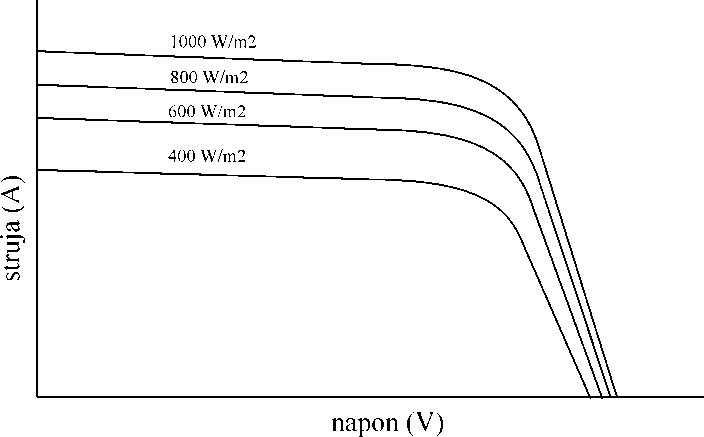 1000 W/m2
800 W/m2
600 W/m2
400 W/m2
struja (A)
napon (V)